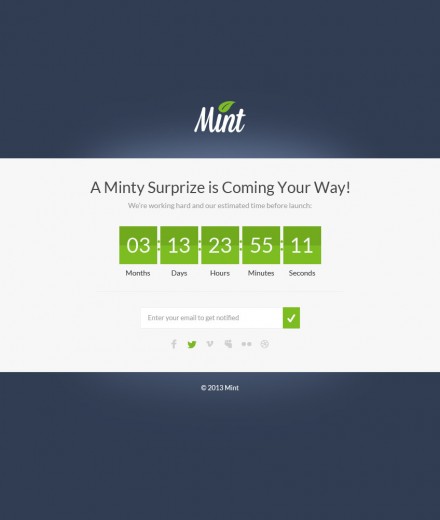 Mint
A Minty Surprize is Coming Your Way!
We're working hard and our estimated time before launch:
03 : 13 : 23 : 55 : 11
Months Days Hours Minutes Seconds
Enter your email to get notified
© 2013 Mint